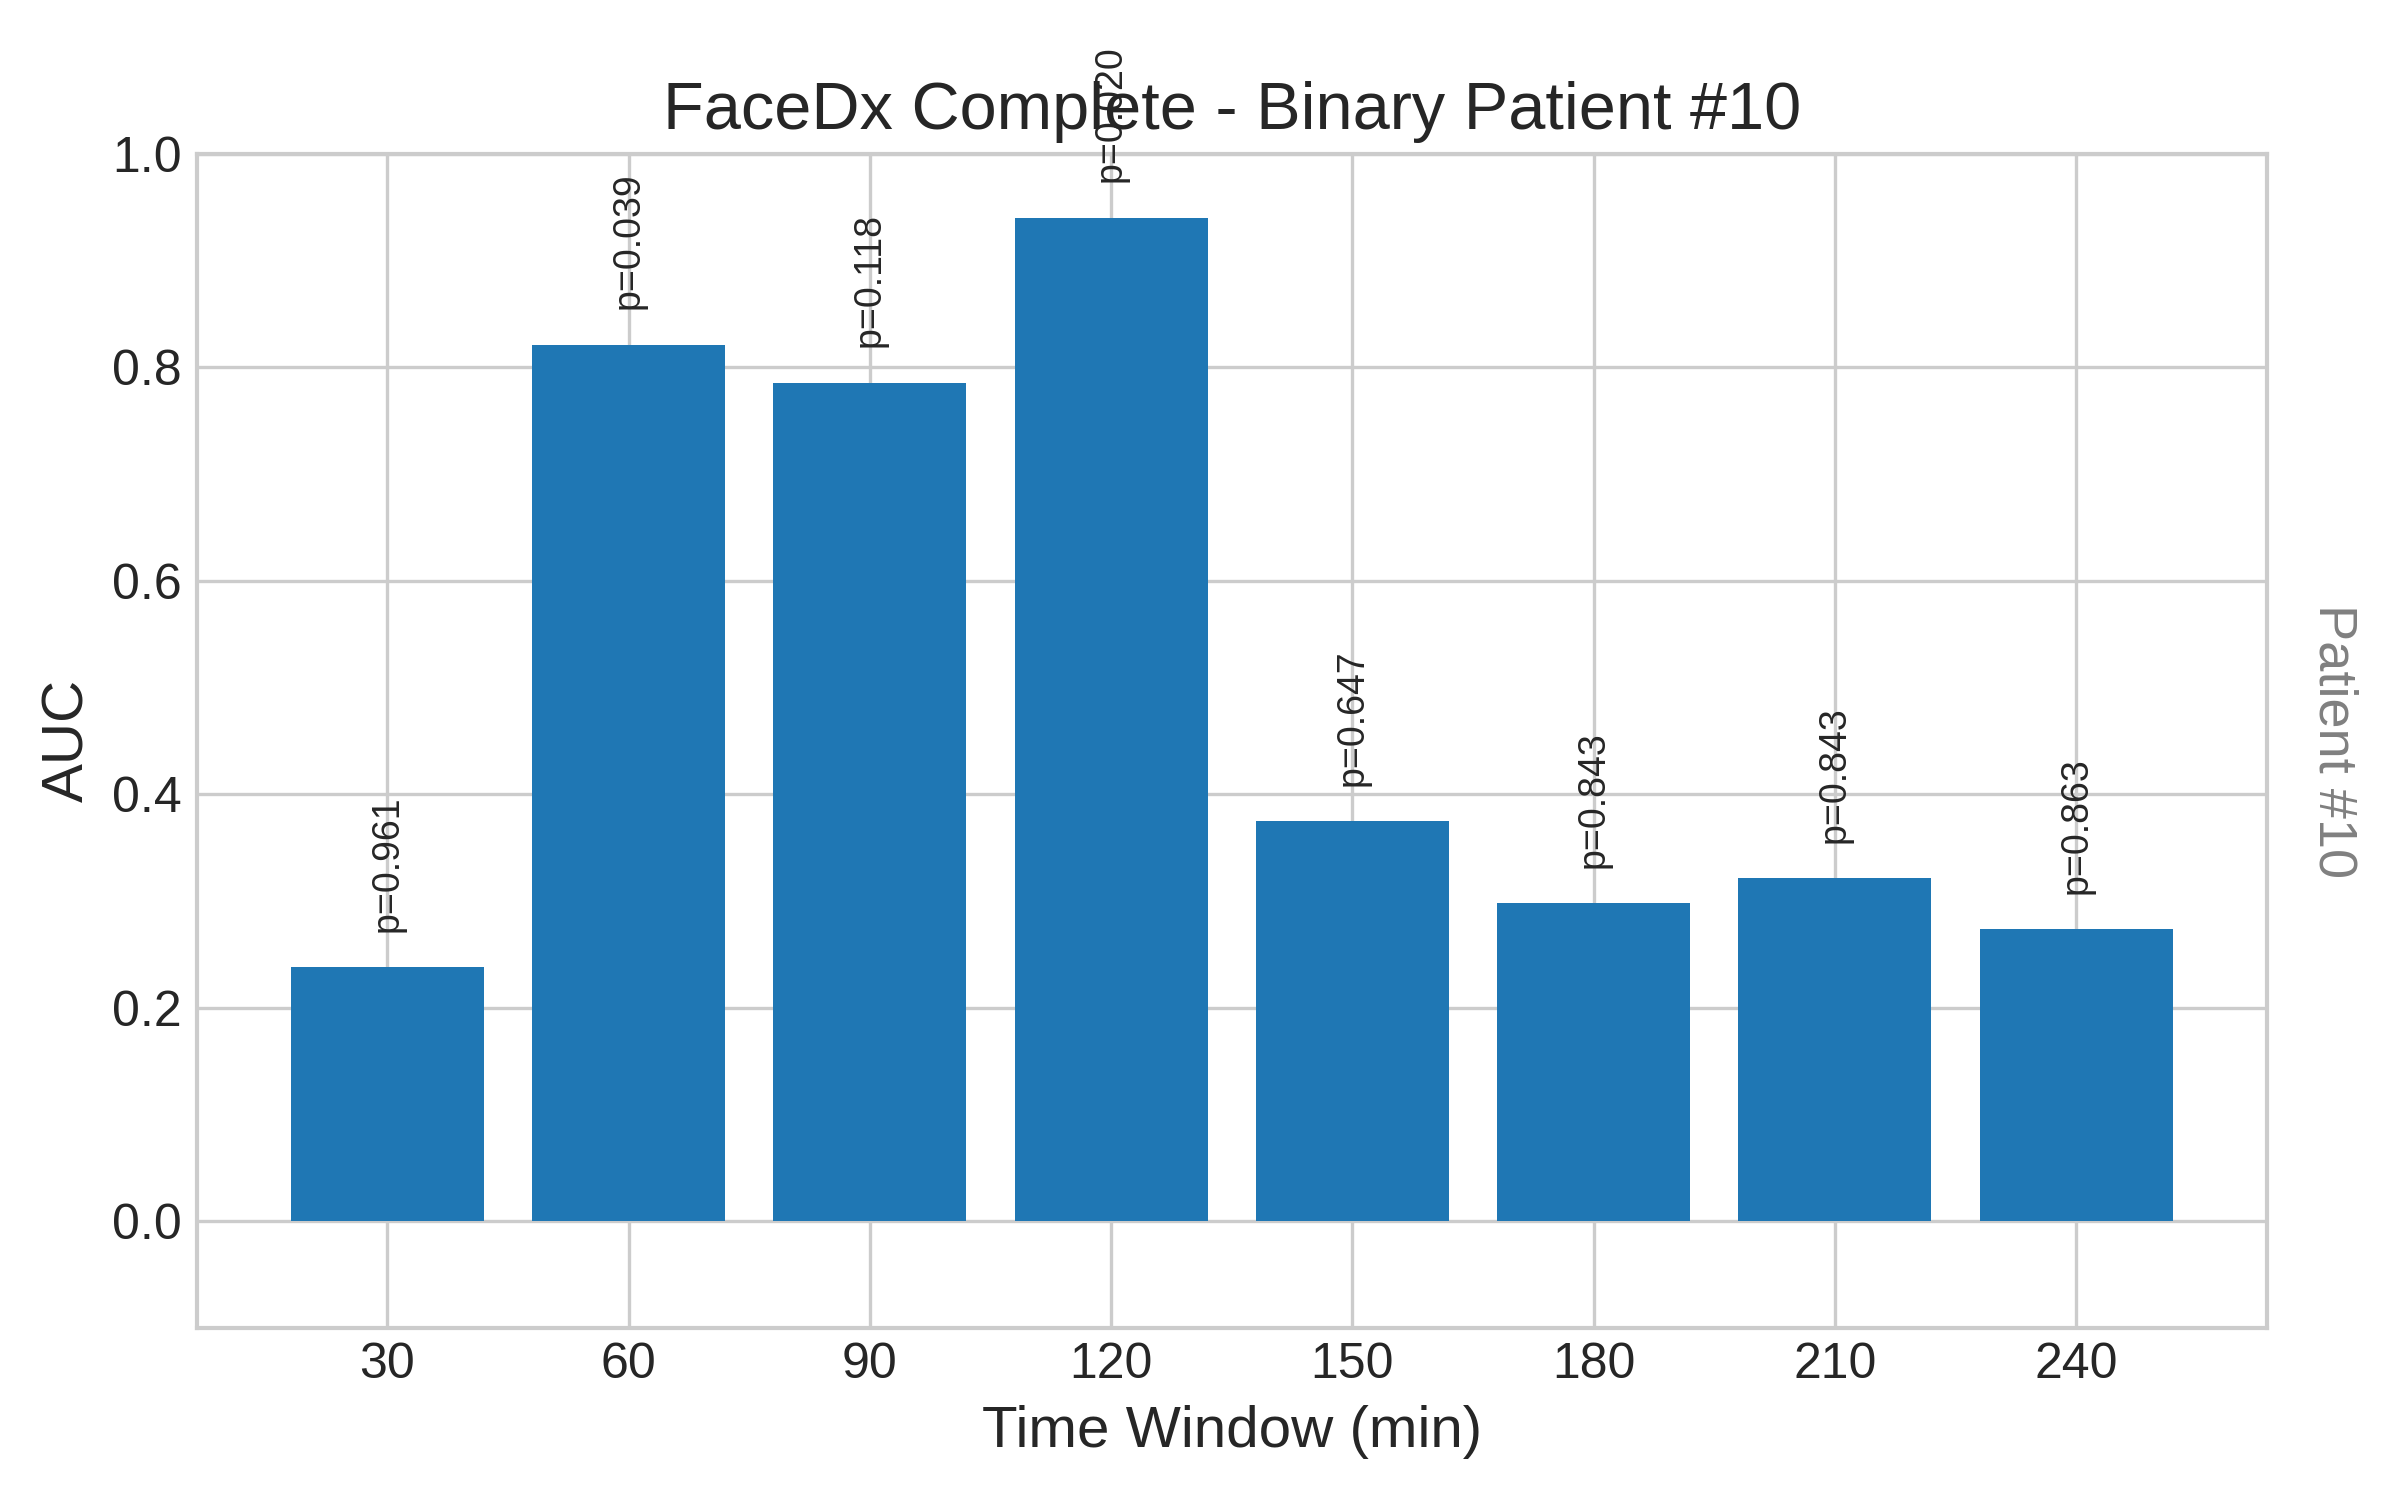 FaceDx Complete - Binary Patient #10
p=0.961
p=0.039
p=0.118
p=0.020
p=0.647
p=0.843
p=0.843
p=0.863
1.0
0.8
0.6
0.4
0.2
0.0
AUC
30 60 90 120 150 180 210 240
Time Window (min)
Patient #10